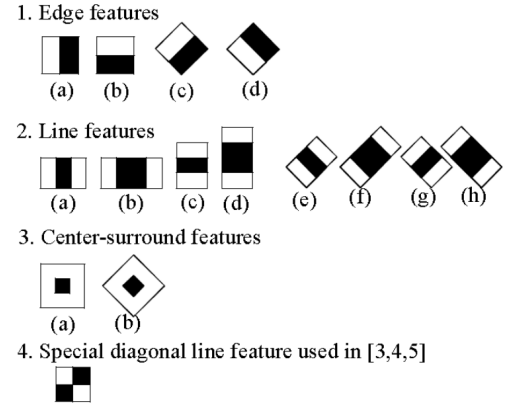 1. Edge features
(a) (b) (c) (d)
2. Line features
(a) (b) (c) (d) (e) (f) (g) (h)
3. Center-surround features
(a) (b)
4. Special diagonal line feature used in [3,4,5]